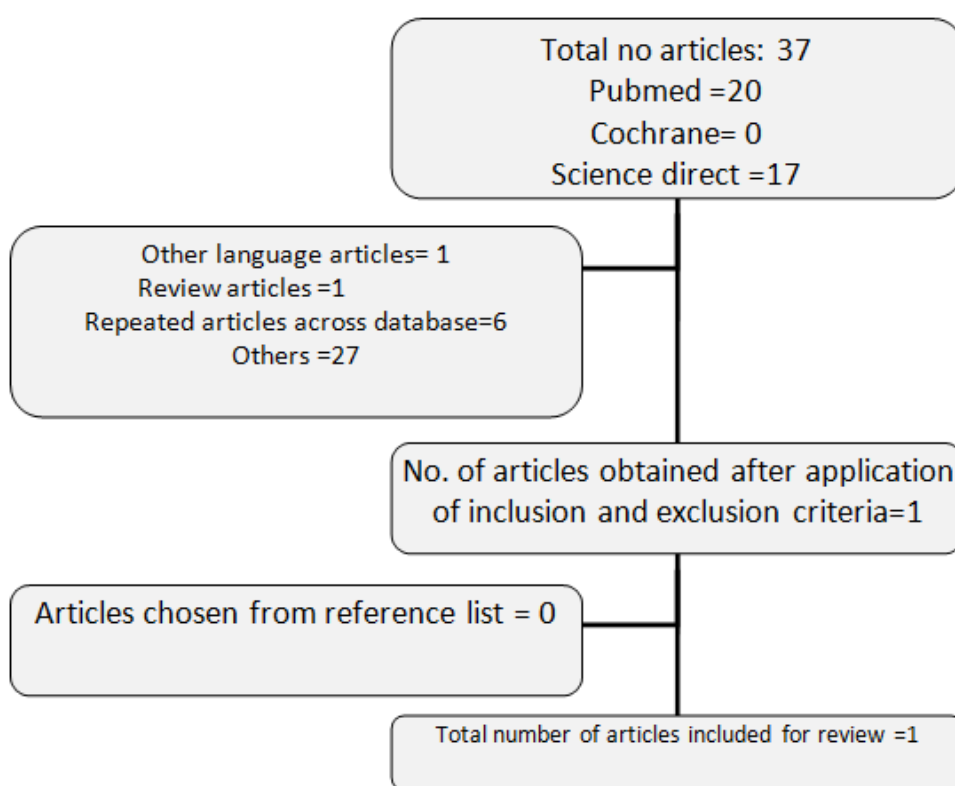 Total no articles: 37
Pubmed =20
Cochrane= 0
Science direct =17
Other language articles= 1
Review articles =1
Repeated articles across database=6
Others =27
No. of articles obtained after application
of inclusion and exclusion criteria=1
Articles chosen from reference list = 0
Total number of articles included for review =1